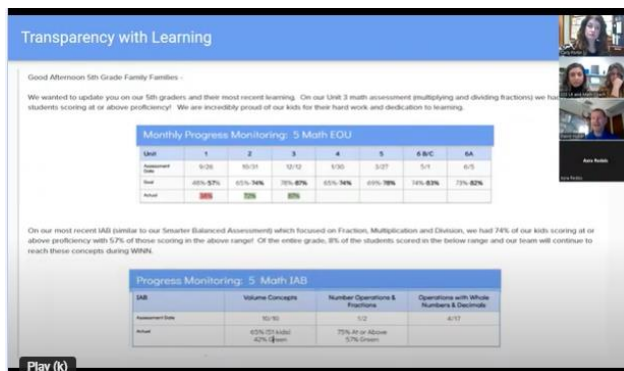 Transparency with Learning
Good Afternoon 5th Grade Family Families -
We wanted to update you on our 5th graders and their most recent learning. On our Unit 3 math assessment (multiplying and dividing fractions) we had
students scoring at or above proficiency! We are incredibly proud of our kids for their hard work and dedication to learning.
Monthly Progress Monitoring: 5 Math EOU
Unit 1 2 3 4 5 6 B/C 6A
Assessment Date 9/26 10/31 12/12 1/30 3/27 5/1 6/5
Goal 48%-57% 65%-74% 78%-87% 65%-74% 69%-78% 74%-83% 73%-82%
Actual 72% 87%
On our most recent IAB (similar to our Smarter Balanced Assessment) which focused on Fraction, Multiplication and Division, we had 74% of our kids scoring at or
above proficiency with 57% of those scoring in the above range! Of the entire grade, 8% of the students scored in the below range and our team will continue to
reach these concepts during WINN.
Progress Monitoring: 5 Math IAB
IAB Volume Concepts Number Operations & Fractions Operations with Whole Numbers & Decimals
Assessment Date 10/10 1/2 4/17
Actual 65% (51 kids) 75% At or Above
42% Green 57% Green
Play (k)